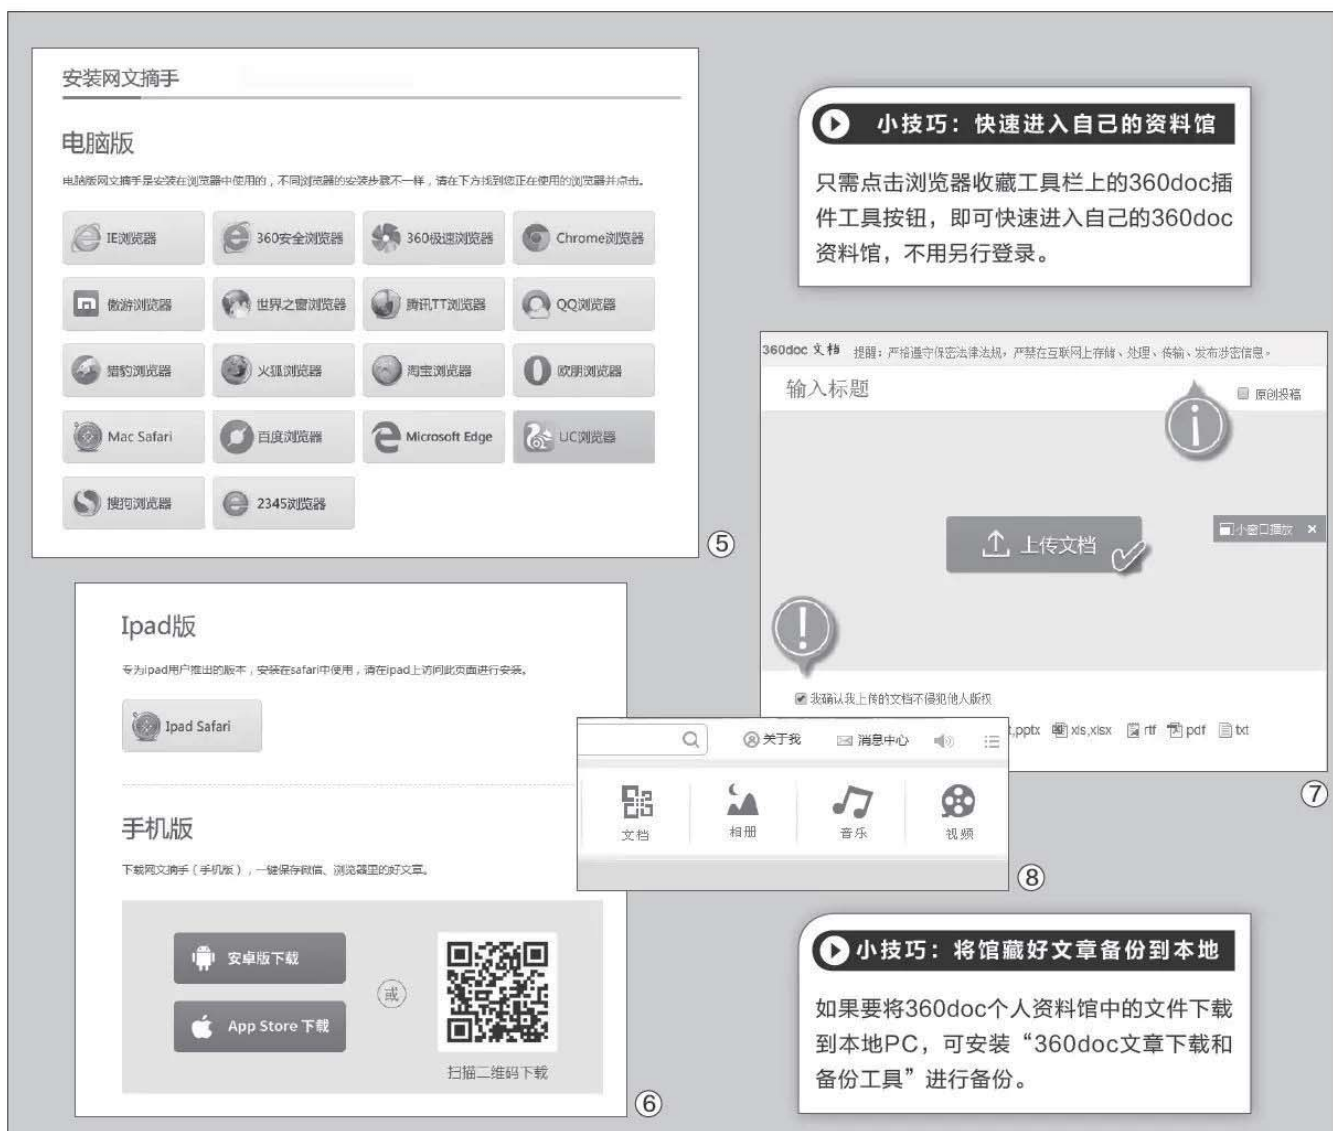 安装网文摘手
电脑版
电脑版网文摘手是安装在浏览器中使用的，不同浏览器的安装步骤不一样，请在下方找到您正在使用的浏览器并点击。
IE浏览器
360安全浏览器
360极速浏览器
Chrome浏览器
傲游浏览器
世界之窗浏览器
腾讯TT浏览器
QQ浏览器
猎豹浏览器
火狐浏览器
淘宝浏览器
欧朋浏览器
Mac Safari
百度浏览器
Microsoft Edge
UC浏览器
搜狗浏览器
2345浏览器
⑤
Ipad版
专为ipad用户推出的版本，安装在safari中使用，请在ipad上访问此页面进行安装。
Ipad Safari
手机版
下载网文摘手（手机版），一键保存微信、浏览器里的好文章。
安卓版下载
或
App Store 下载
扫描二维码下载
⑥
小技巧：快速进入自己的资料馆
只需点击浏览器收藏工具栏上的360doc插
件工具按钮，即可快速进入自己的360doc
资料馆，不用另行登录。
360doc 文档 提醒：严格遵守保密法律法规，严禁在互联网上存储、处理、传输、发布涉密信息。
输入标题
原创投稿
小窗口播放 ×
上传文档
我确认我上传的文档不侵犯他人版权
t,pptx xls,xlsx rtf pdf txt
⑦
关于我 消息中心
文档 相册 音乐 视频
⑧
小技巧：将馆藏好文章备份到本地
如果要将360doc个人资料馆中的文件下载
到本地PC，可安装“360doc文章下载和
备份工具”进行备份。